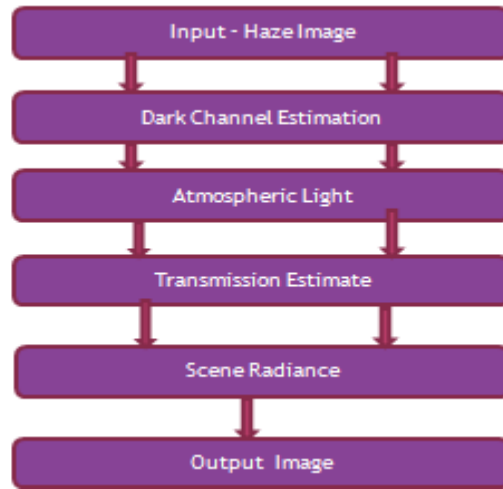 Input - Haze Image
Dark Channel Estimation
Atmospheric Light
Transmission Estimate
Scene Radiance
Output Image